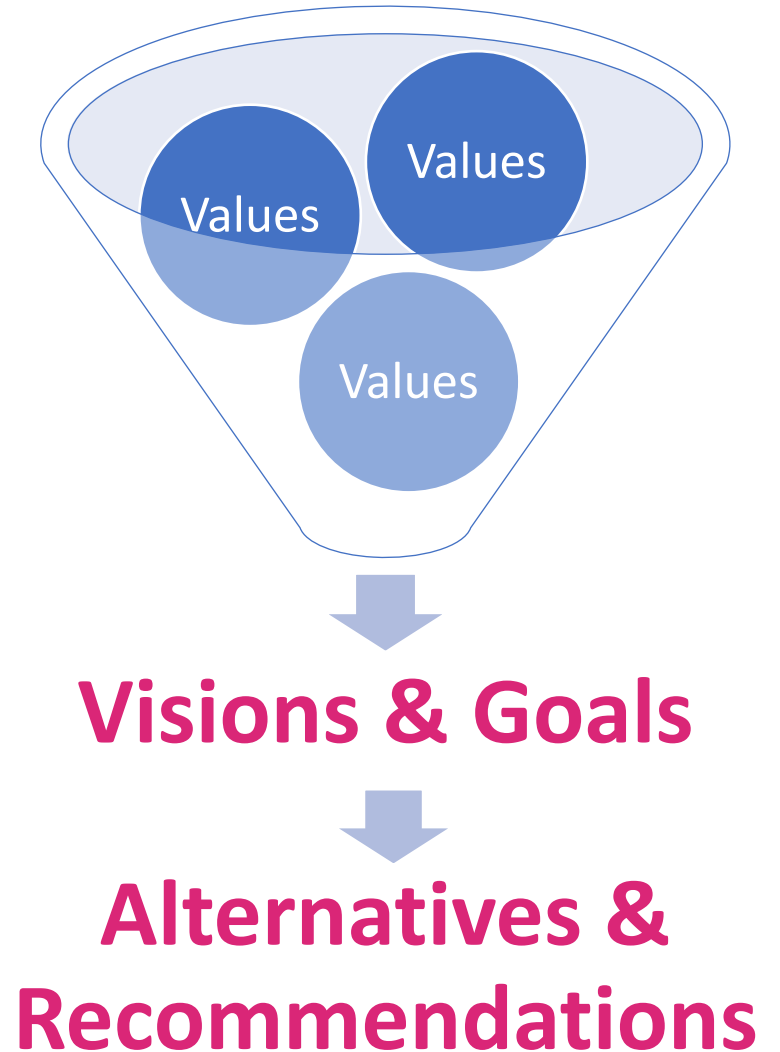 Values
Values
Values
Visions & Goals
Alternatives &
Recommendations